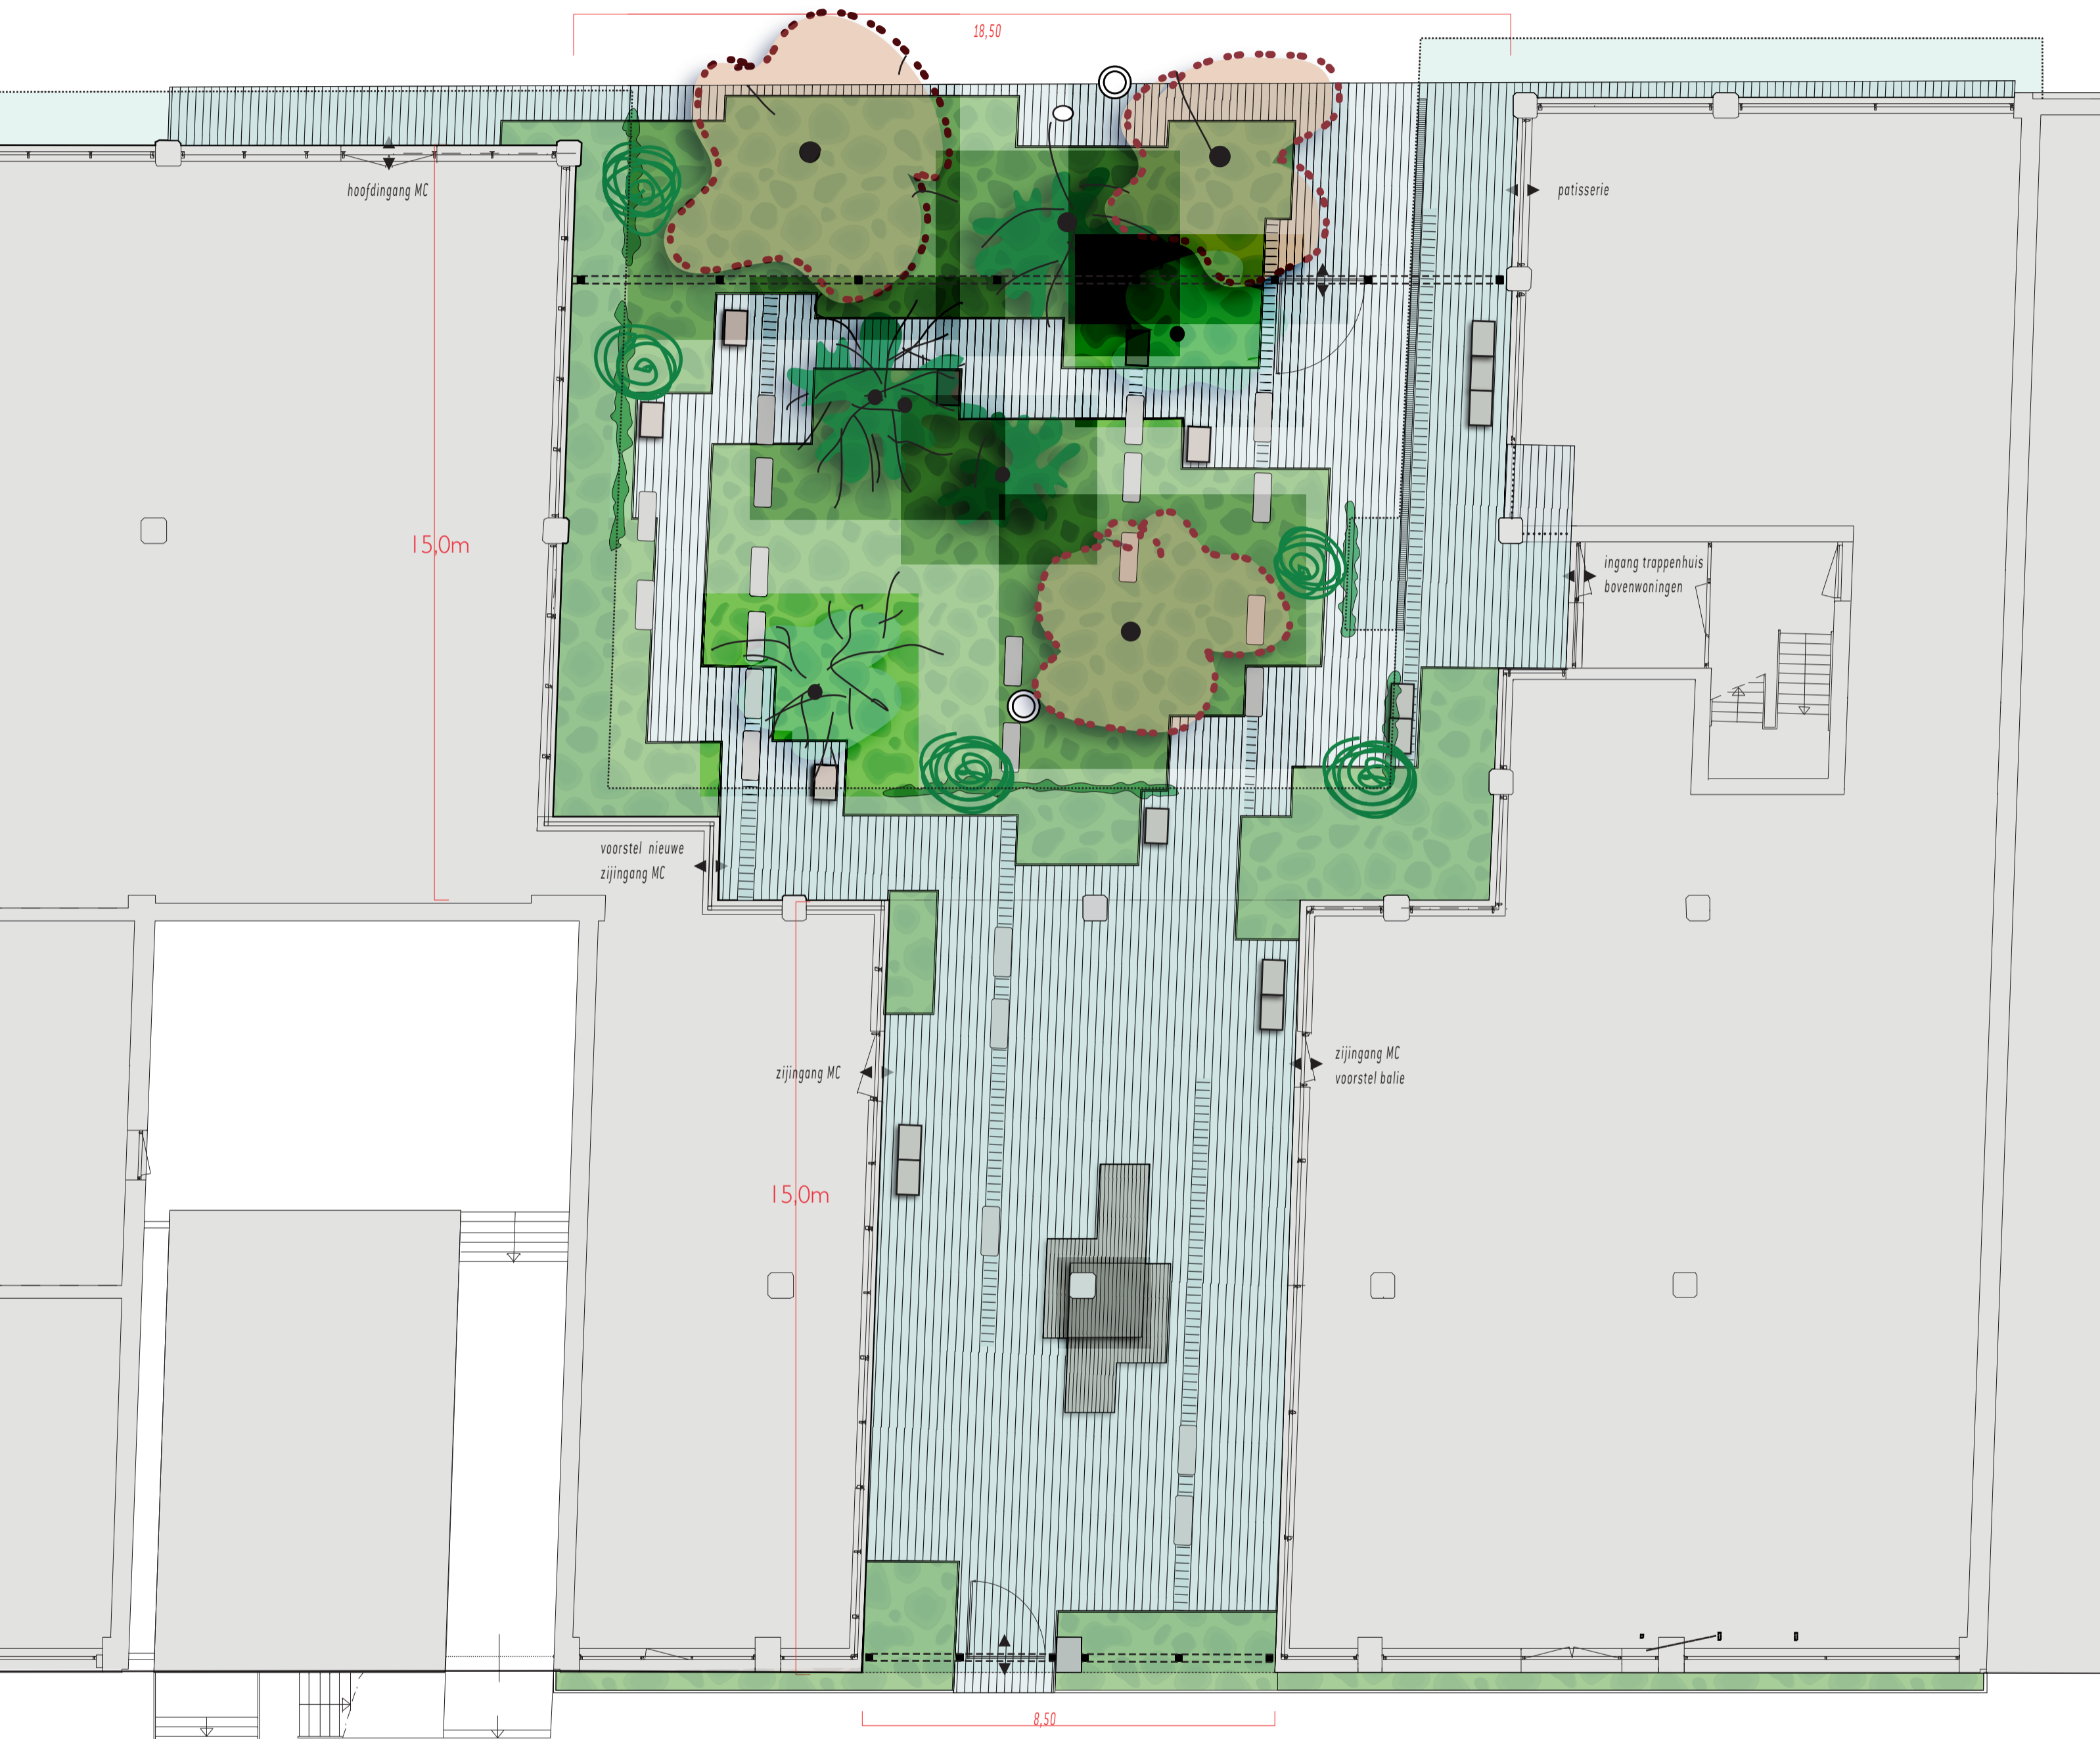 18,50
hoofdingang MC
patisserie
15,0m
ingang trappenhuis
bovenwoningen
voorstel nieuwe
zijingang MC
zijingang MC
zijingang MC
voorstel balie
15,0m
8,50